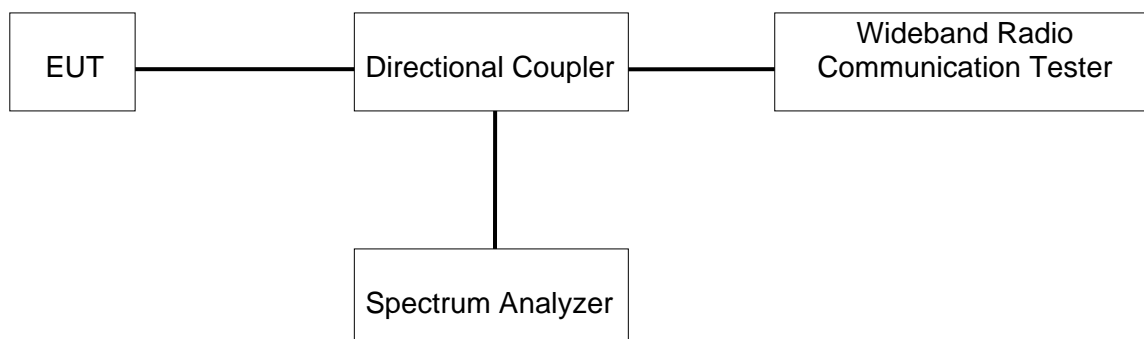 EUT
Directional Coupler
Wideband Radio
Communication Tester
Spectrum Analyzer